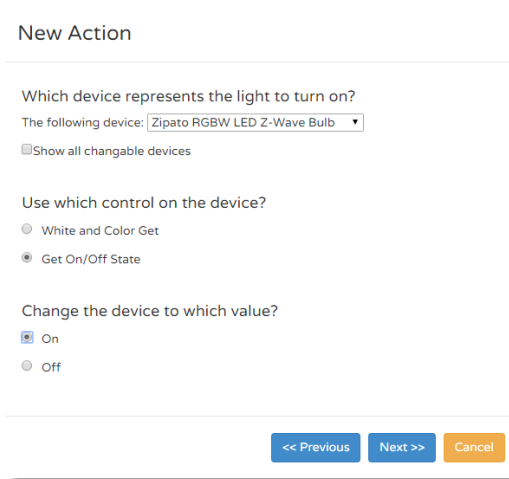 New Action
Which device represents the light to turn on?
The following device: Zipato RGBW LED Z-Wave Bulb
Show all changable devices
Use which control on the device?
White and Color Get
Get On/Off State
Change the device to which value?
On
Off
<< Previous Next >> Cancel